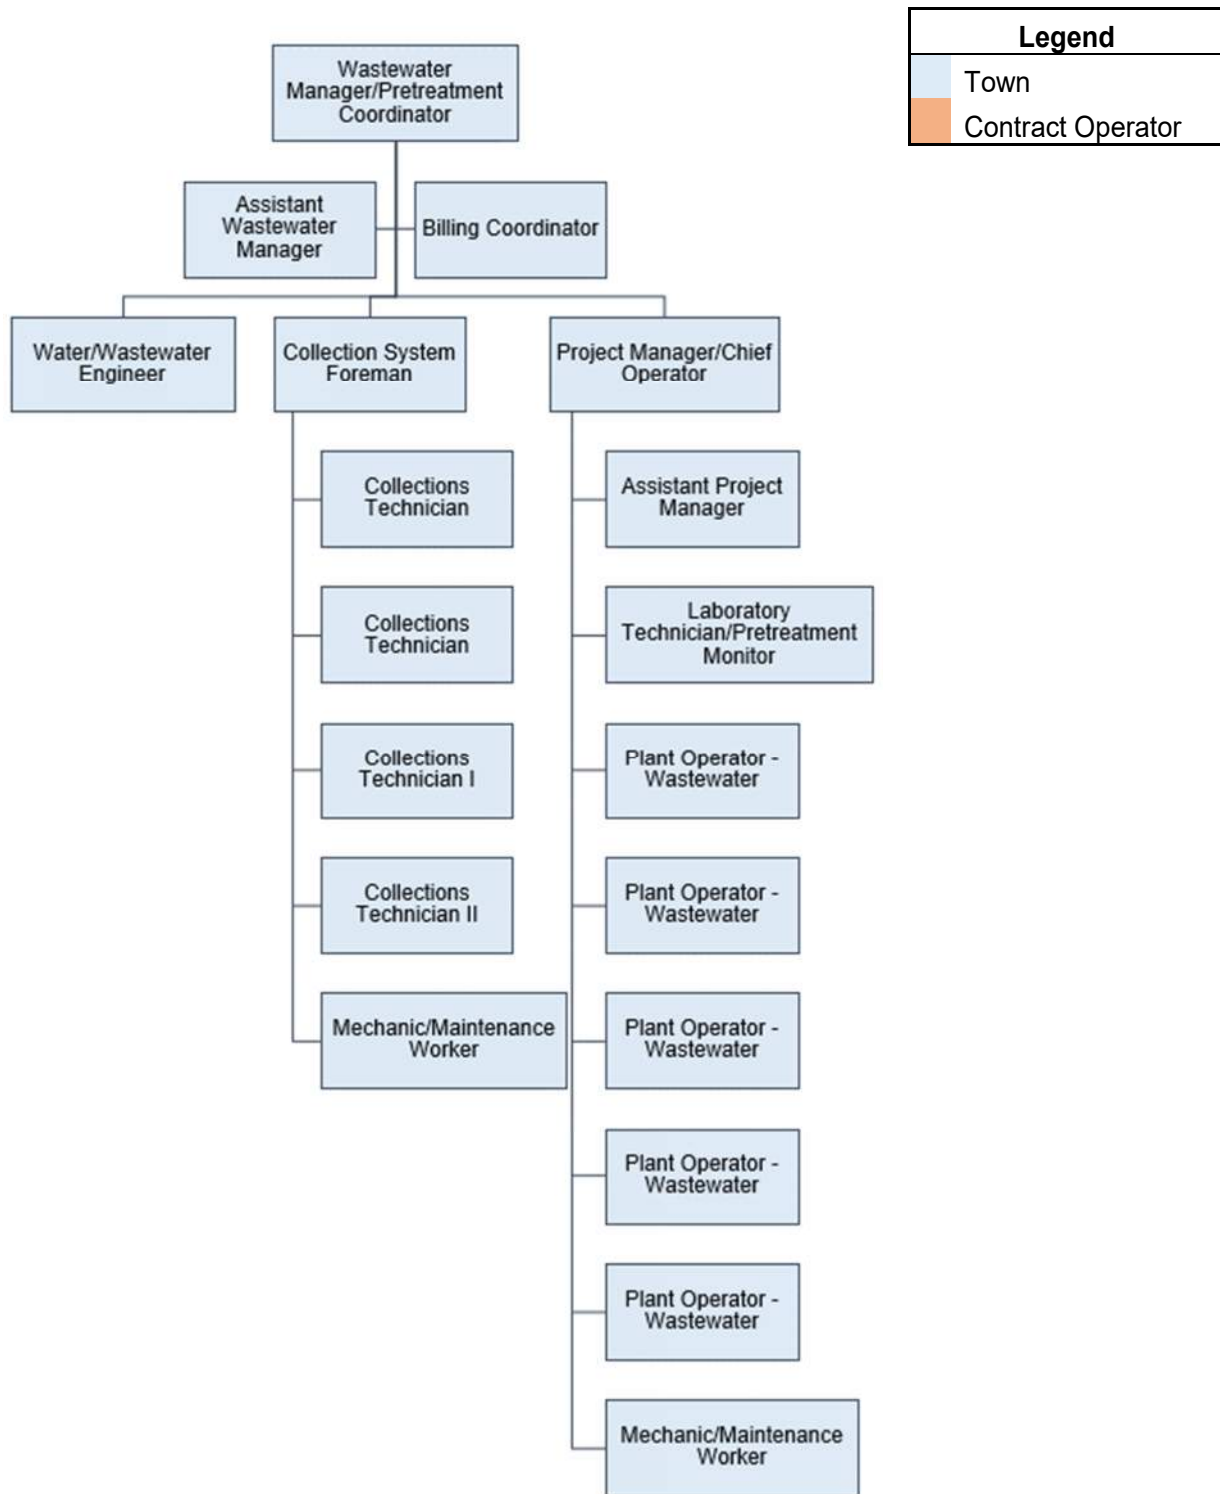 Legend
Town
Contract Operator
Wastewater
Manager/Pretreatment
Coordinator
Assistant
Wastewater
Manager
Billing Coordinator
Water/Wastewater
Engineer
Collection System
Foreman
Project Manager/Chief
Operator
Collections
Technician
Collections
Technician
Collections
Technician I
Collections
Technician II
Mechanic/Maintenance
Worker
Assistant Project
Manager
Laboratory
Technician/Pretreatment
Monitor
Plant Operator -
Wastewater
Plant Operator -
Wastewater
Plant Operator -
Wastewater
Plant Operator -
Wastewater
Plant Operator -
Wastewater
Mechanic/Maintenance
Worker